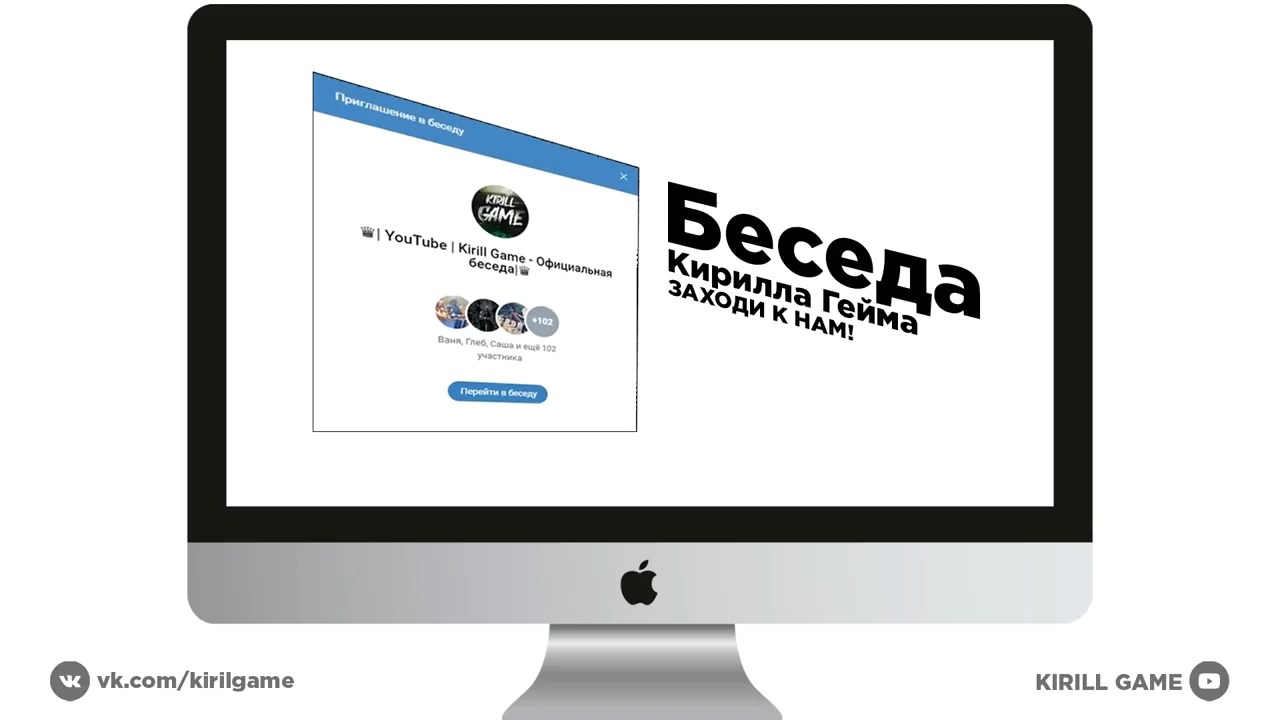 Приглашение в беседу
KIRILL
GAME
| YouTube | Kirill Game - Официальная
беседа|
+102
Ваня, Глеб, Саша и ещё 102
участника
Перейти в беседу
Беседа
Кирилла Гейма
ЗАХОДИ К НАМ!
vk.com/kirilgame
KIRILL GAME